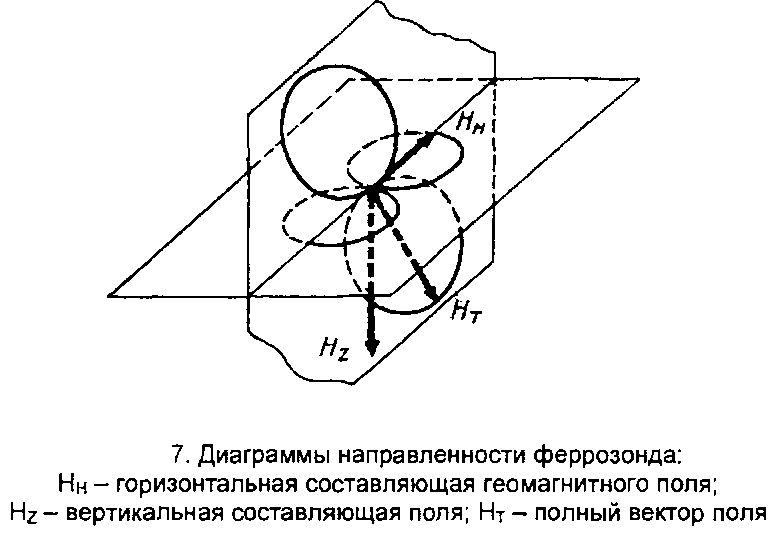 Hн
Hт
Hz
7. Диаграммы направленности феррозонда:
Hн – горизонтальная составляющая геомагнитного поля;
Hz – вертикальная составляющая поля; Hт – полный вектор поля